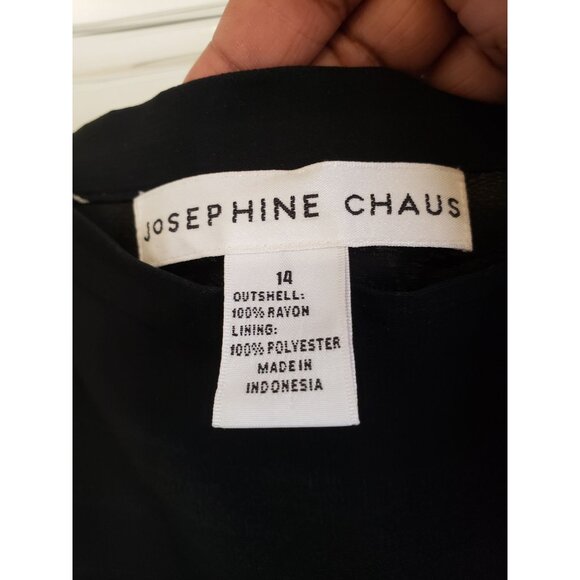 JOSEPHINE CHAUS
14
OUTSHELL:
100% RAYON
LINING:
100% POLYESTER
MADE IN
INDONESIA